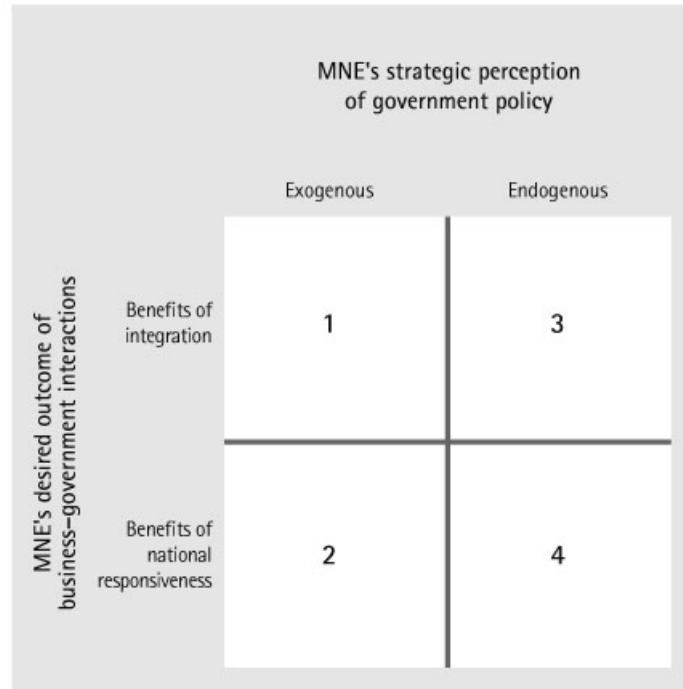 MNE's strategic perception
of government policy
Exogenous
Endogenous
MNE's desired outcome of
business–government interactions
Benefits of
integration
1
3
Benefits of
national
responsiveness
2
4